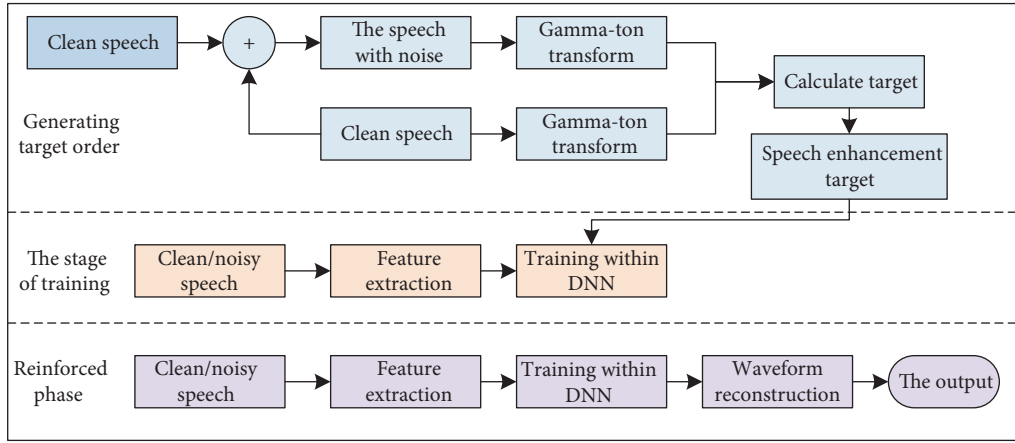 Clean speech
+
The speech
with noise
Gamma-ton
transform
Calculate target
Generating
target order
Clean speech
Gamma-ton
transform
Speech enhancement
target
The stage
of training
Clean/noisy
speech
Feature
extraction
Training within
DNN
Reinforced
phase
Clean/noisy
speech
Feature
extraction
Training within
DNN
Waveform
reconstruction
The output